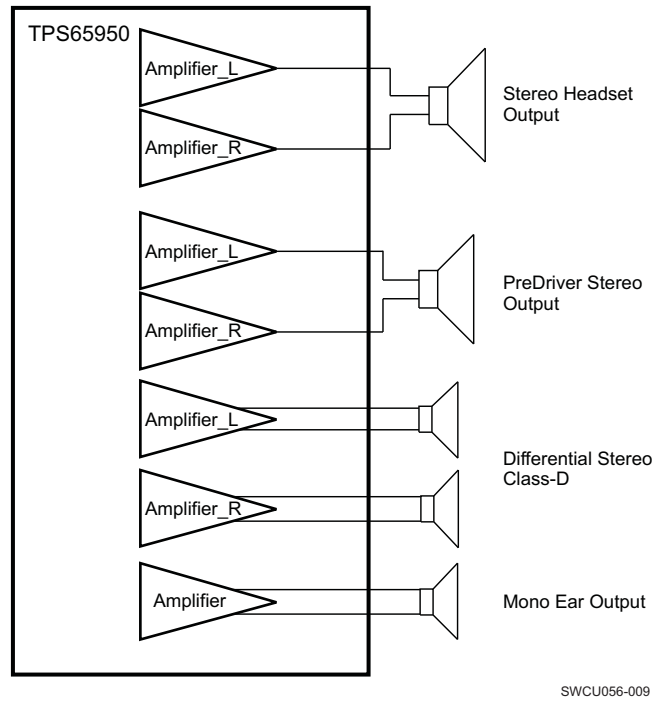 TPS65950
Amplifier_L
Amplifier_R
Stereo Headset
Output
Amplifier_L
Amplifier_R
PreDriver Stereo
Output
Amplifier_L
Amplifier_R
Differential Stereo
Class-D
Amplifier
Mono Ear Output
SWCU056-009